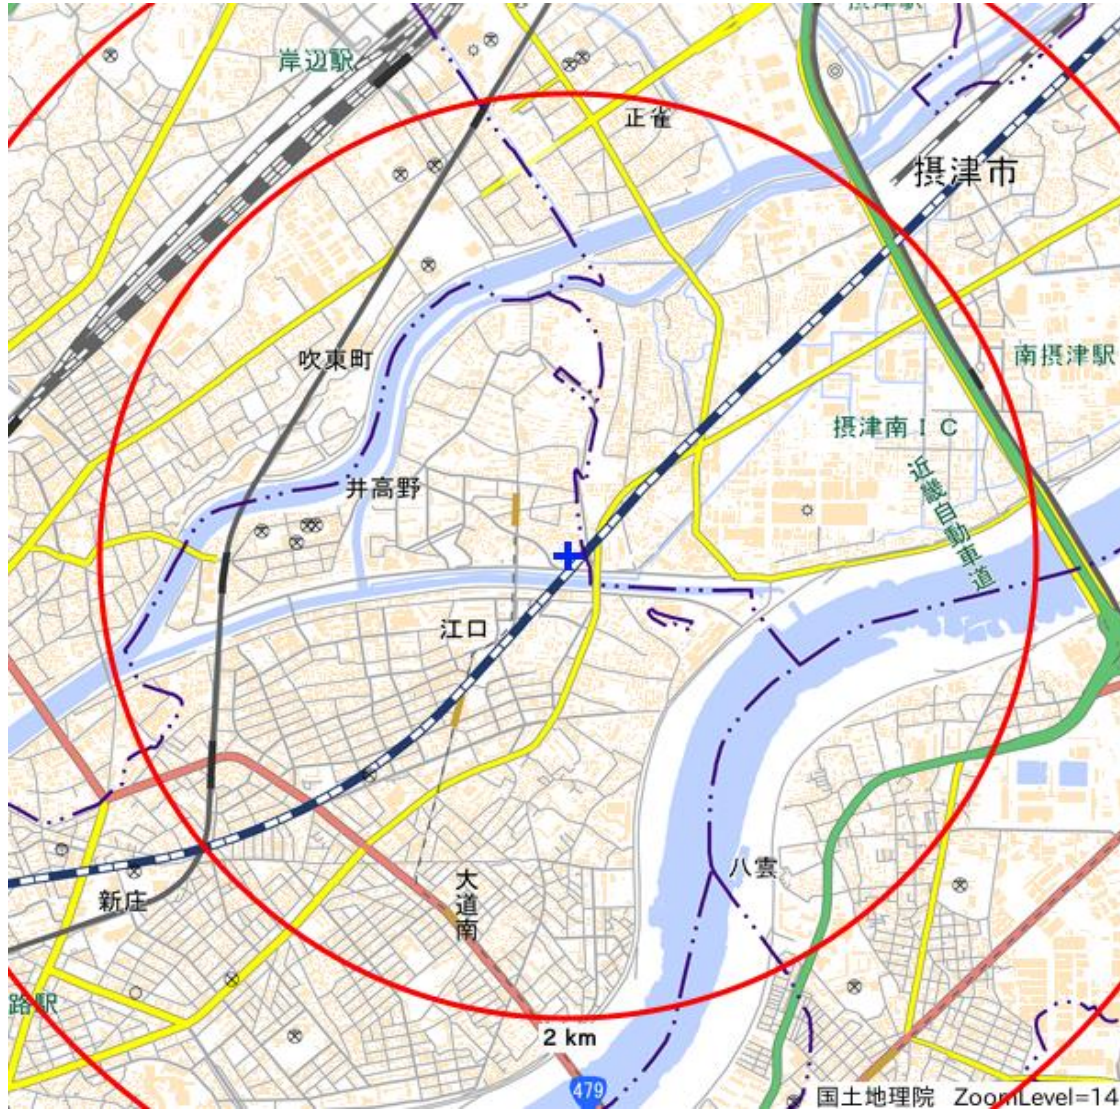 岸辺駅
正雀
摂津市
吹東町
南摂津駅
摂津南IC
近畿自動車道
井高野
江口
八雲
大道南
新庄
路駅
2 km
479
国土地理院 ZoomLevel=14